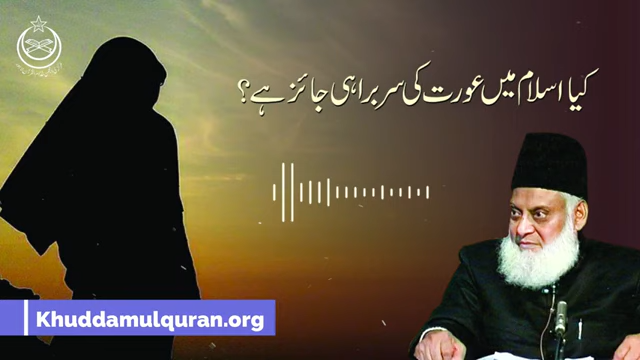 کیا اسلام میں عورت کی سربراہی جائز ہے؟
Khuddamulquran.org